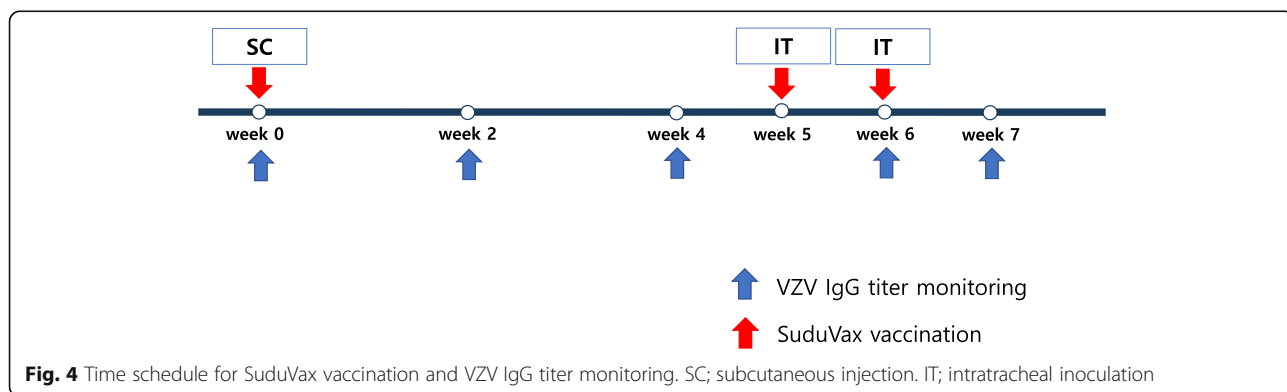 SC IT IT
week 0 week 2 week 4 week 5 week 6 week 7
VZV IgG titer monitoring
SuduVax vaccination
Fig. 4 Time schedule for SuduVax vaccination and VZV IgG titer monitoring. SC; subcutaneous injection. IT; intratracheal inoculation